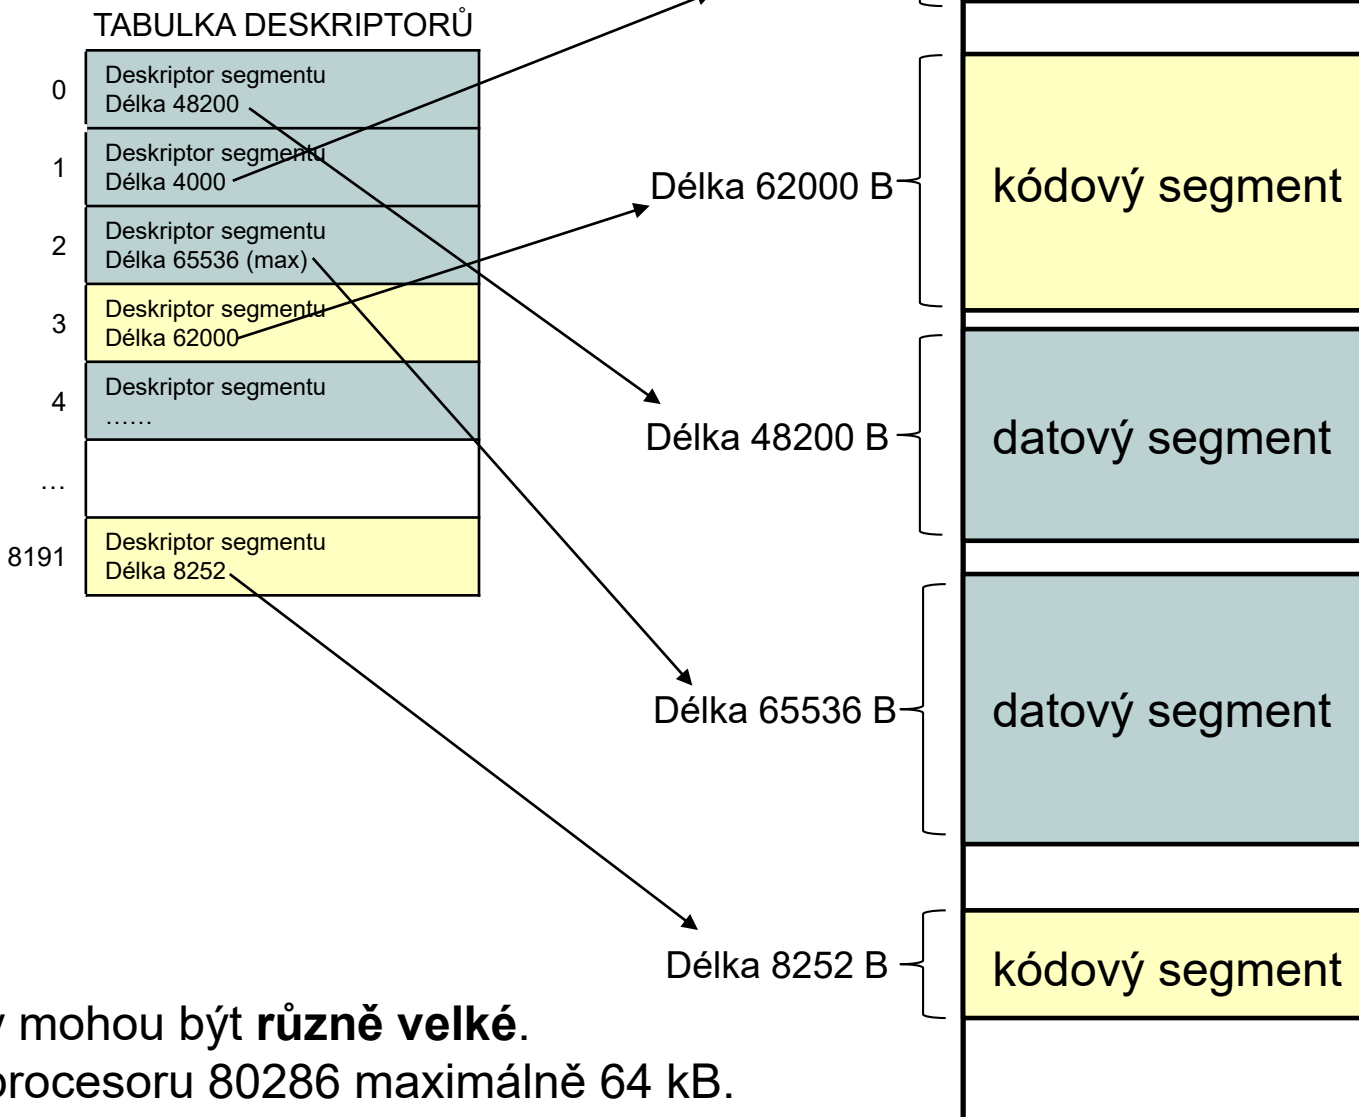 TABULKA DESKRIPTORŮ
0
Deskriptor segmentu
Délka 48200
1
Deskriptor segmentu
Délka 4000
2
Deskriptor segmentu
Délka 65536 (max)
3
Deskriptor segmentu
Délka 62000
4
Deskriptor segmentu
……
…
8191
Deskriptor segmentu
Délka 8252
Délka 62000 B
kódový segment
Délka 48200 B
datový segment
Délka 65536 B
datový segment
Délka 8252 B
kódový segment
mohou být různě velké.
procesoru 80286 maximálně 64 kB.